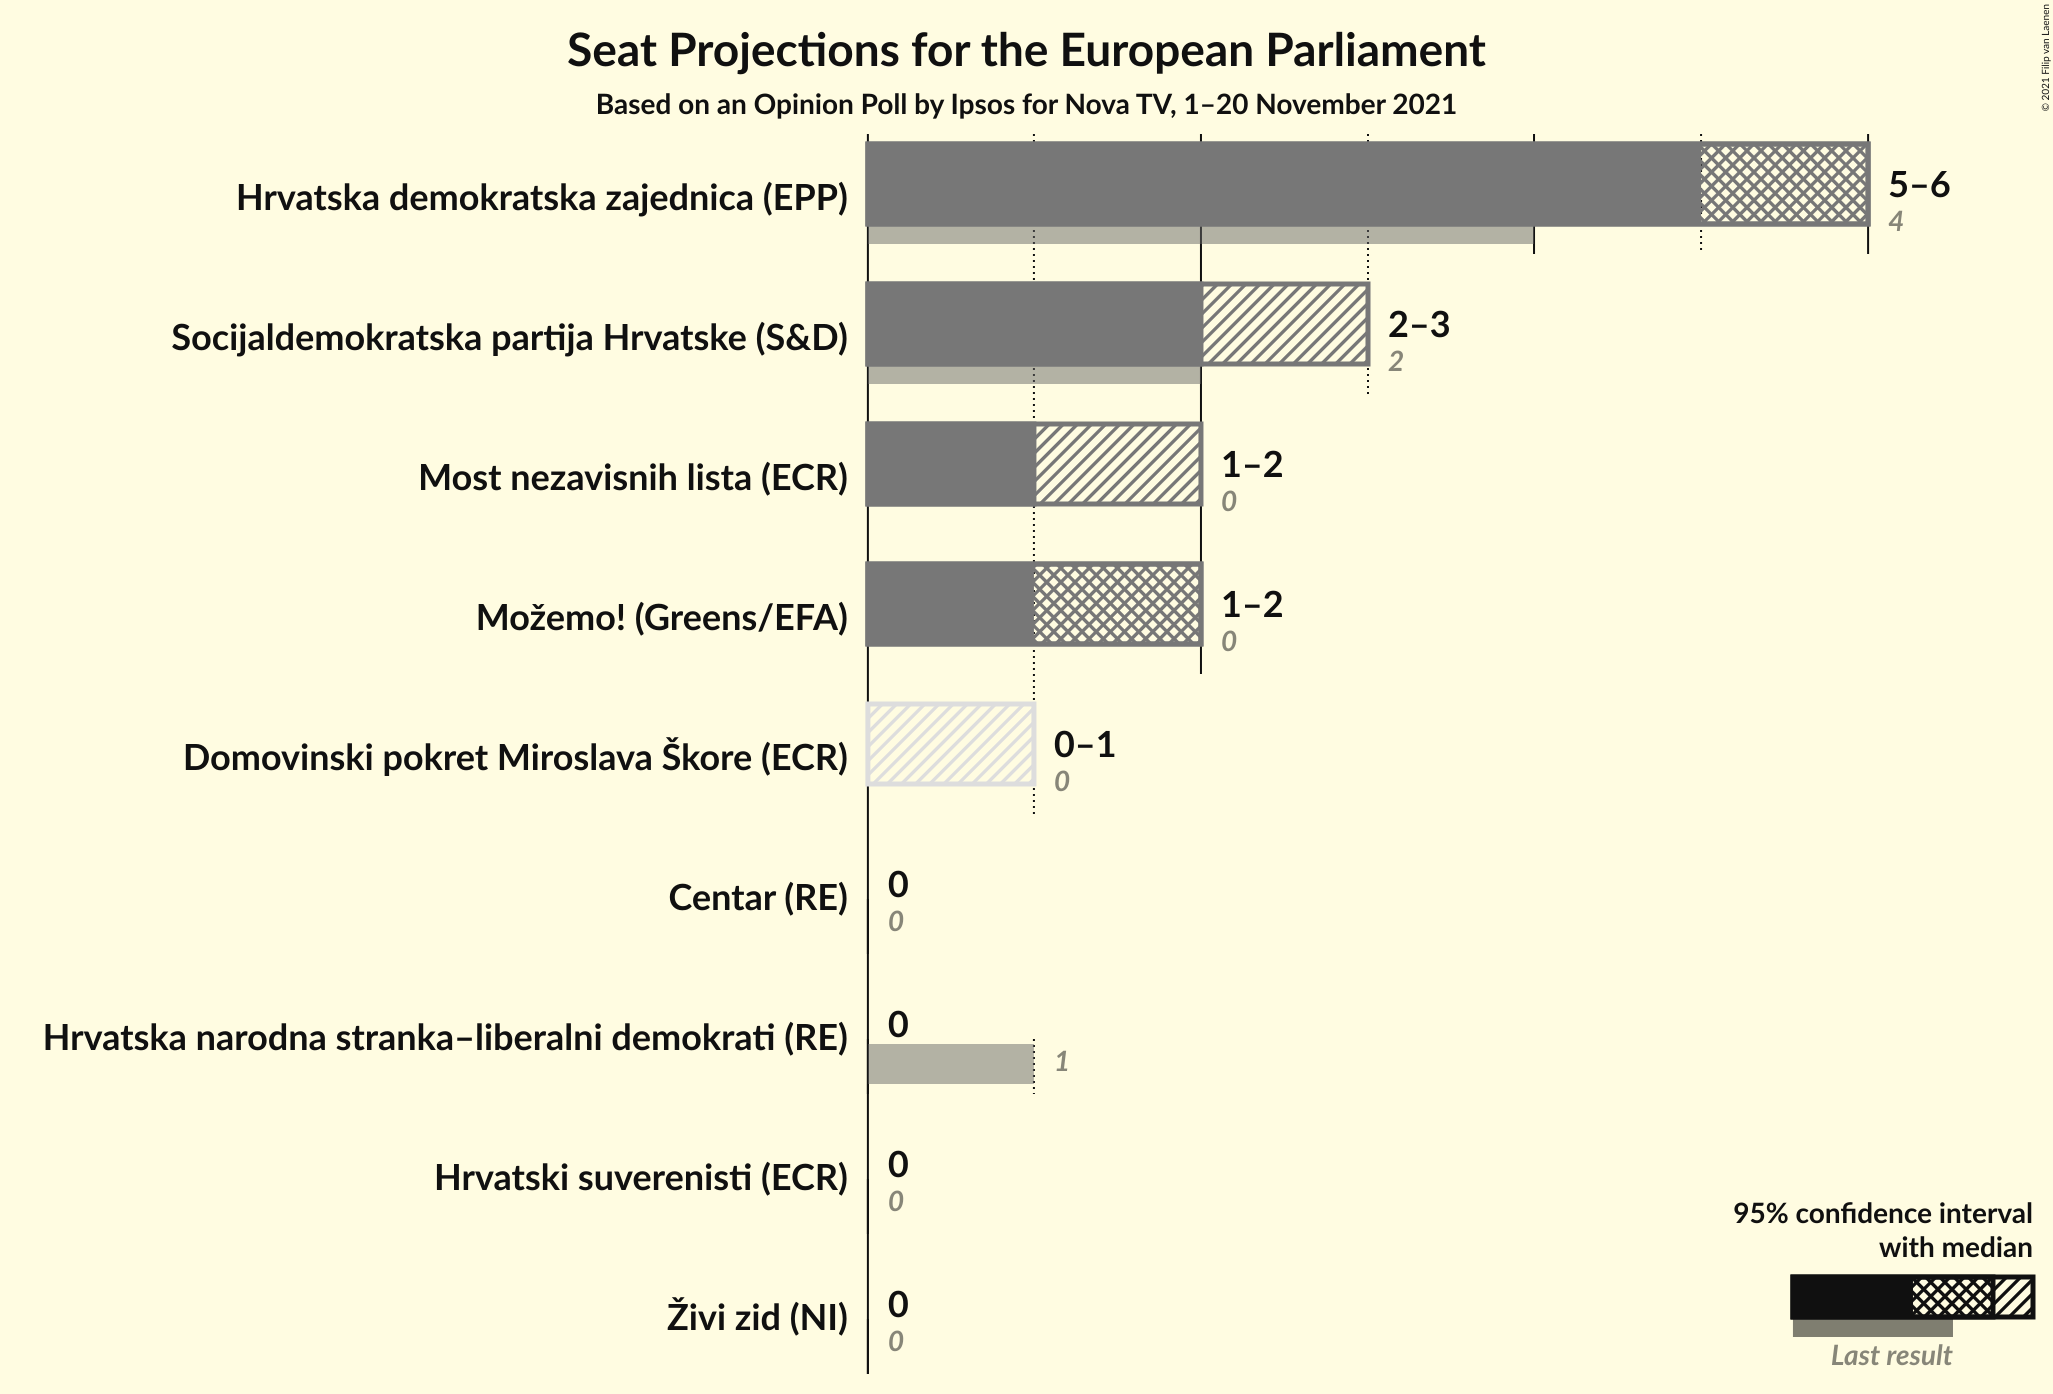 Seat Projections for the European Parliament
Based on an Opinion Poll by Ipsos for Nova TV, 1–20 November 2021
© 2021 Filip van Laenen
Hrvatska demokratska zajednica (EPP)
5–6
4
Socijaldemokratska partija Hrvatske (S&D)
2–3
2
Most nezavisnih lista (ECR)
1–2
0
Možemo! (Greens/EFA)
1–2
0
Domovinski pokret Miroslava Škore (ECR)
0–1
0
Centar (RE)
0
0
Hrvatska narodna stranka–liberalni demokrati (RE)
0
1
Hrvatski suverenisti (ECR)
0
0
Živi zid (NI)
0
0
95% confidence interval
with median
Last result